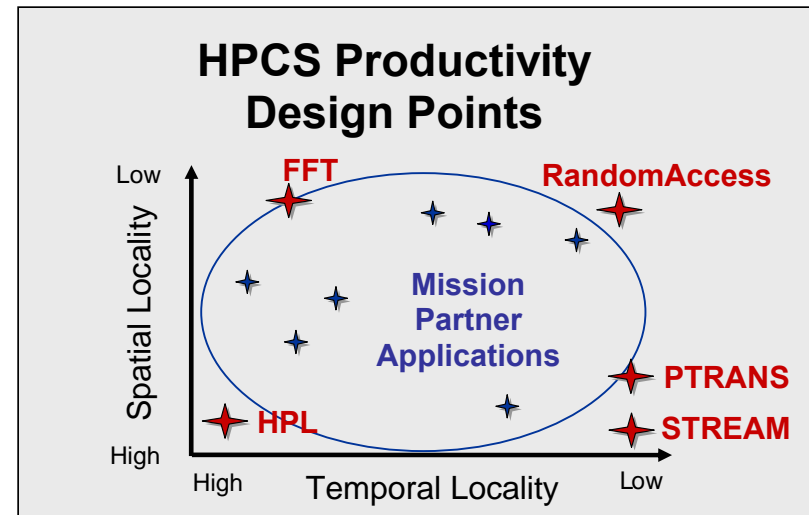 HPCS Productivity
Design Points
FFT
RandomAccess
Low
Spatial Locality
Mission
Partner
Applications
PTRANS
HPL
STREAM
High
High
Temporal Locality
Low